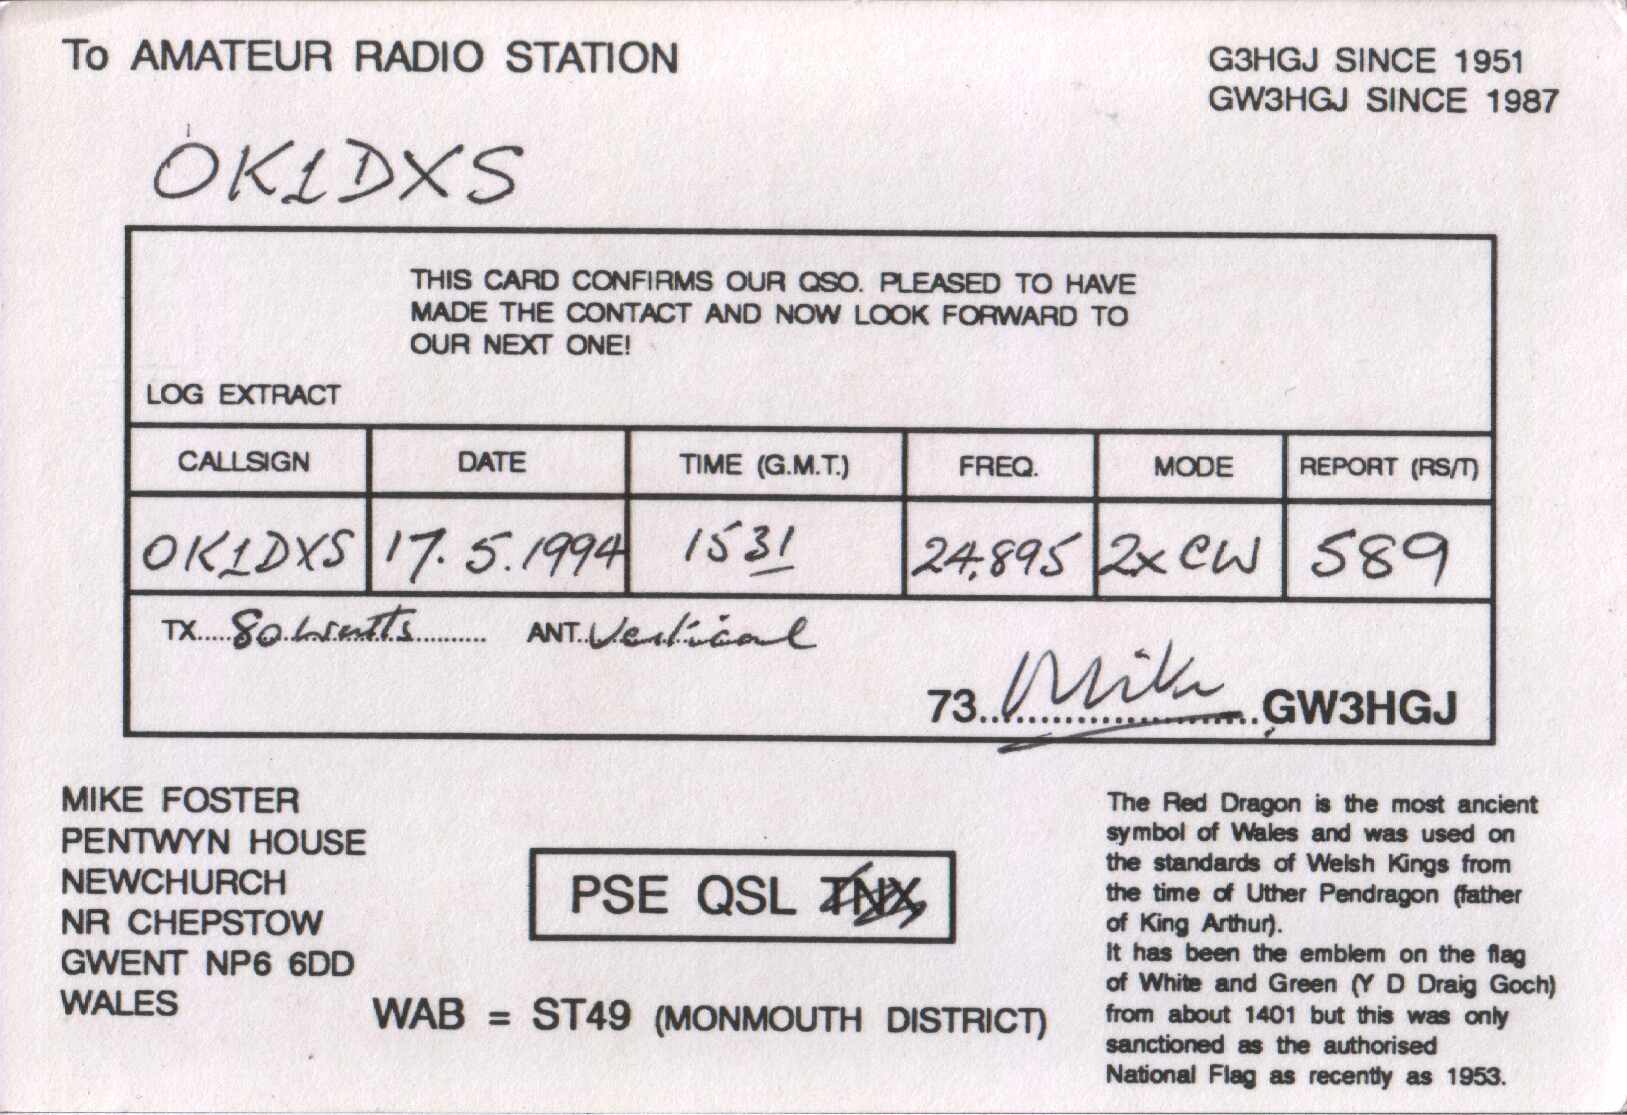 To AMATEUR RADIO STATION
G3HGJ SINCE 1951
GW3HGJ SINCE 1987
OK1DXS
THIS CARD CONFIRMS OUR QSO. PLEASED TO HAVE
MADE THE CONTACT AND NOW LOOK FORWARD TO
OUR NEXT ONE!
LOG EXTRACT
CALLSIGN DATE TIME (G.M.T.) FREQ. MODE REPORT (RS/T)
OK1DXS 17.5.1994 1531 24.895 2xCW 589
TX.....80 watts.......... ANT..Vertical
73..Mike..GW3HGJ
MIKE FOSTER
PENTWYN HOUSE
NEWCHURCH
NR CHEPSTOW
GWENT NP6 6DD
WALES
PSE QSL TNX
WAB = ST49 (MONMOUTH DISTRICT)
The Red Dragon is the most ancient
symbol of Wales and was used on
the standards of Welsh Kings from
the time of Uther Pendragon (father
of King Arthur).
It has been the emblem on the flag
of White and Green (Y D Draig Goch)
from about 1401 but this was only
sanctioned as the authorised
National Flag as recently as 1953.